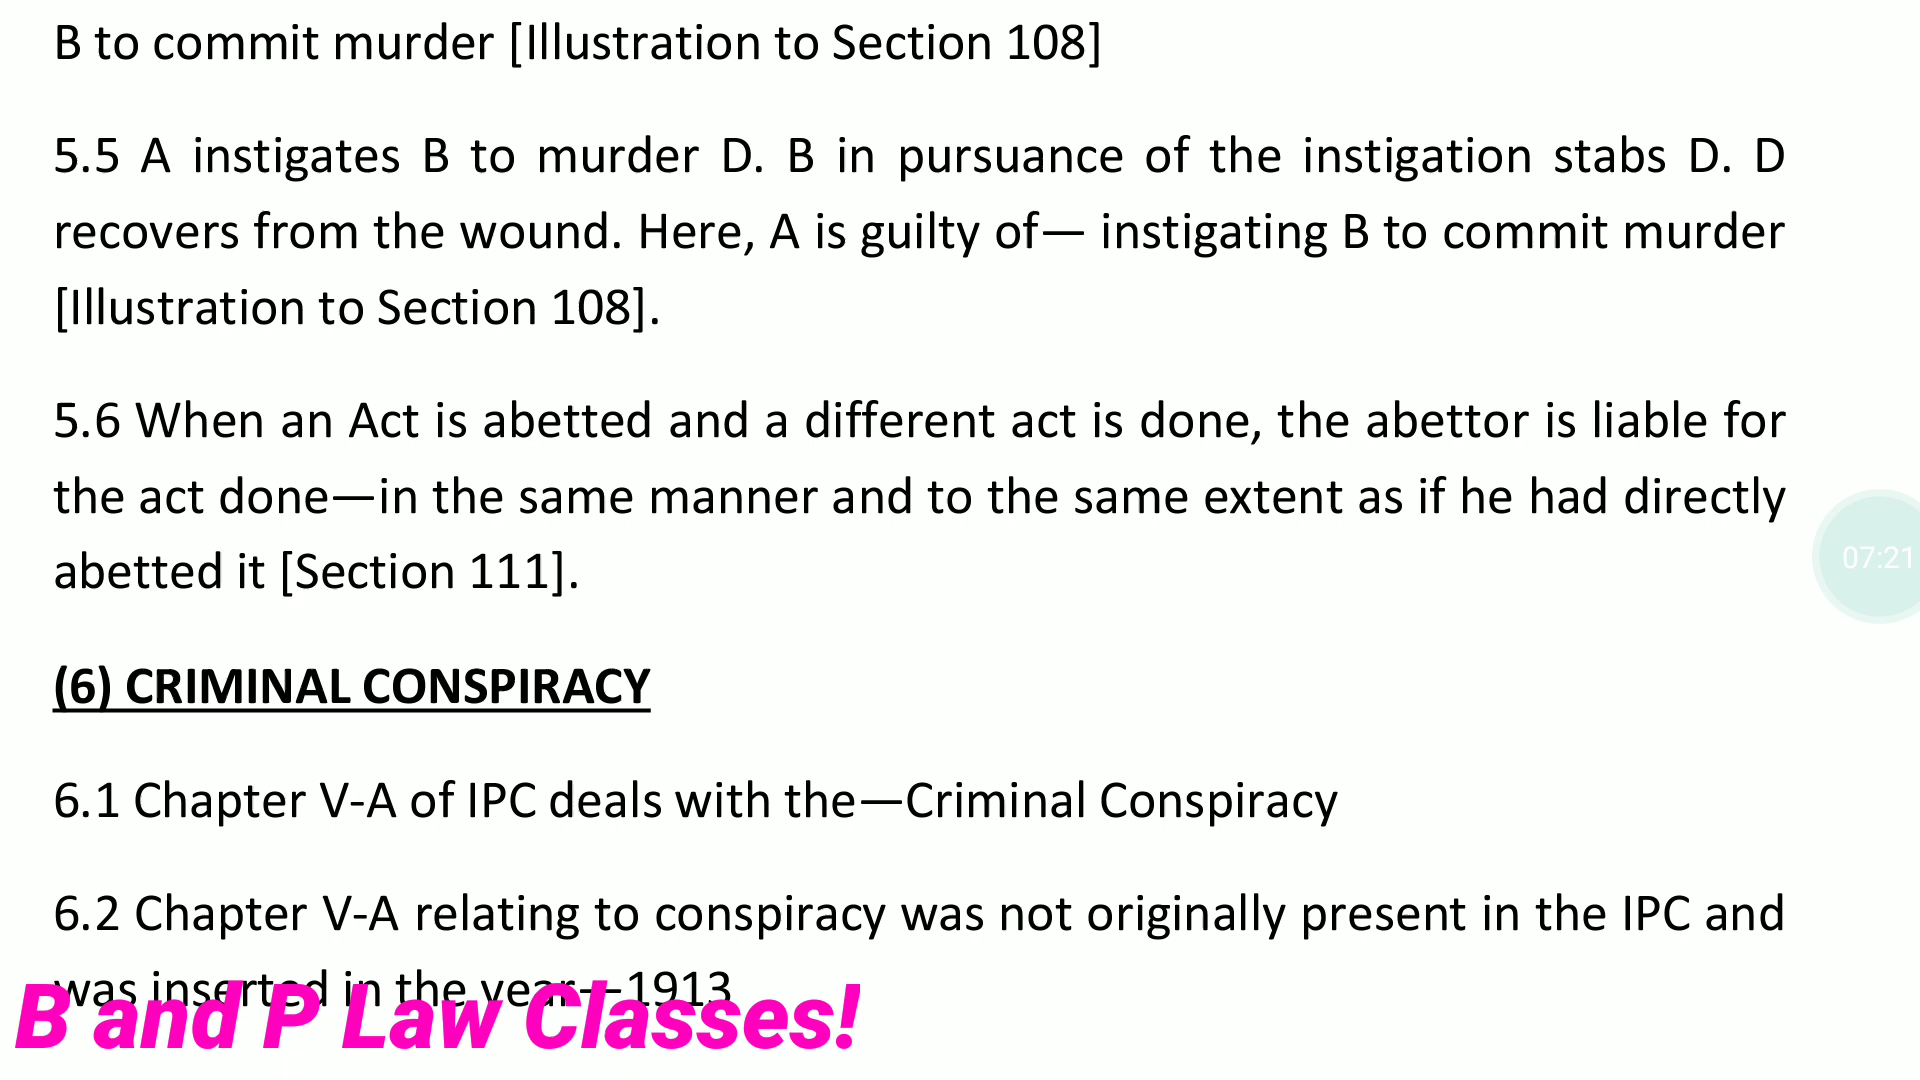 B to commit murder [Illustration to Section 108]
5.5 A instigates B to murder D. B in pursuance of the instigation stabs D. D
recovers from the wound. Here, A is guilty of— instigating B to commit murder
[Illustration to Section 108].
5.6 When an Act is abetted and a different act is done, the abettor is liable for
the act done—in the same manner and to the same extent as if he had directly
abetted it [Section 111].
07:21
(6) CRIMINAL CONSPIRACY
6.1 Chapter V-A of IPC deals with the—Criminal Conspiracy
6.2 Chapter V-A relating to conspiracy was not originally present in the IPC and
was inserted in the year—1913
B and P Law Classes!